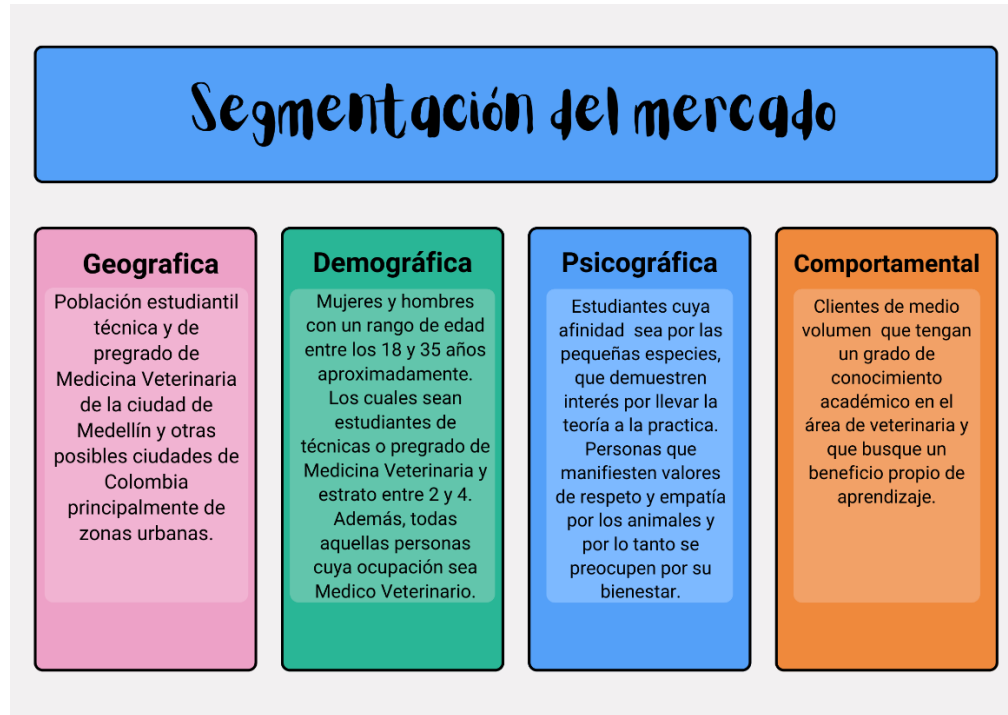 Segmentación del mercado
Geografica
Población estudiantil
técnica y de
pregrado de
Medicina Veterinaria
de la ciudad de
Medellín y otras
posibles ciudades de
Colombia
principalmente de
zonas urbanas.
Demográfica
Mujeres y hombres
con un rango de edad
entre los 18 y 35 años
aproximadamente.
Los cuales sean
estudiantes de
técnicas o pregrado de
Medicina Veterinaria y
estrato entre 2 y 4.
Además, todas
aquellas personas
cuya ocupación sea
Medico Veterinario.
Psicográfica
Estudiantes cuya
afinidad sea por las
pequeñas especies,
que demuestren
interés por llevar la
teoría a la practica.
Personas que
manifiesten valores
de respeto y empatía
por los animales y
por lo tanto se
preocupen por su
bienestar.
Comportamental
Clientes de medio
volumen que tengan
un grado de
conocimiento
académico en el
área de veterinaria y
que busque un
beneficio propio de
aprendizaje.